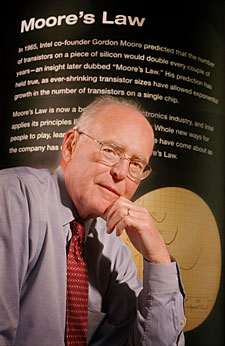 Moore's Law
In 1965, Intel co-founder Gordon Moore predicted that the number
of transistors on a piece of silicon would double every couple of
years—an insight later dubbed "Moore's Law." His prediction has
held true, as ever-shrinking transistor sizes have allowed exponential
growth in the number of transistors on a single chip.
Moore's Law is now a
electronics industry, and Intel
applies its principles
Whole new ways for
people to play, lear
have come about as
the company has
Moore's Law.